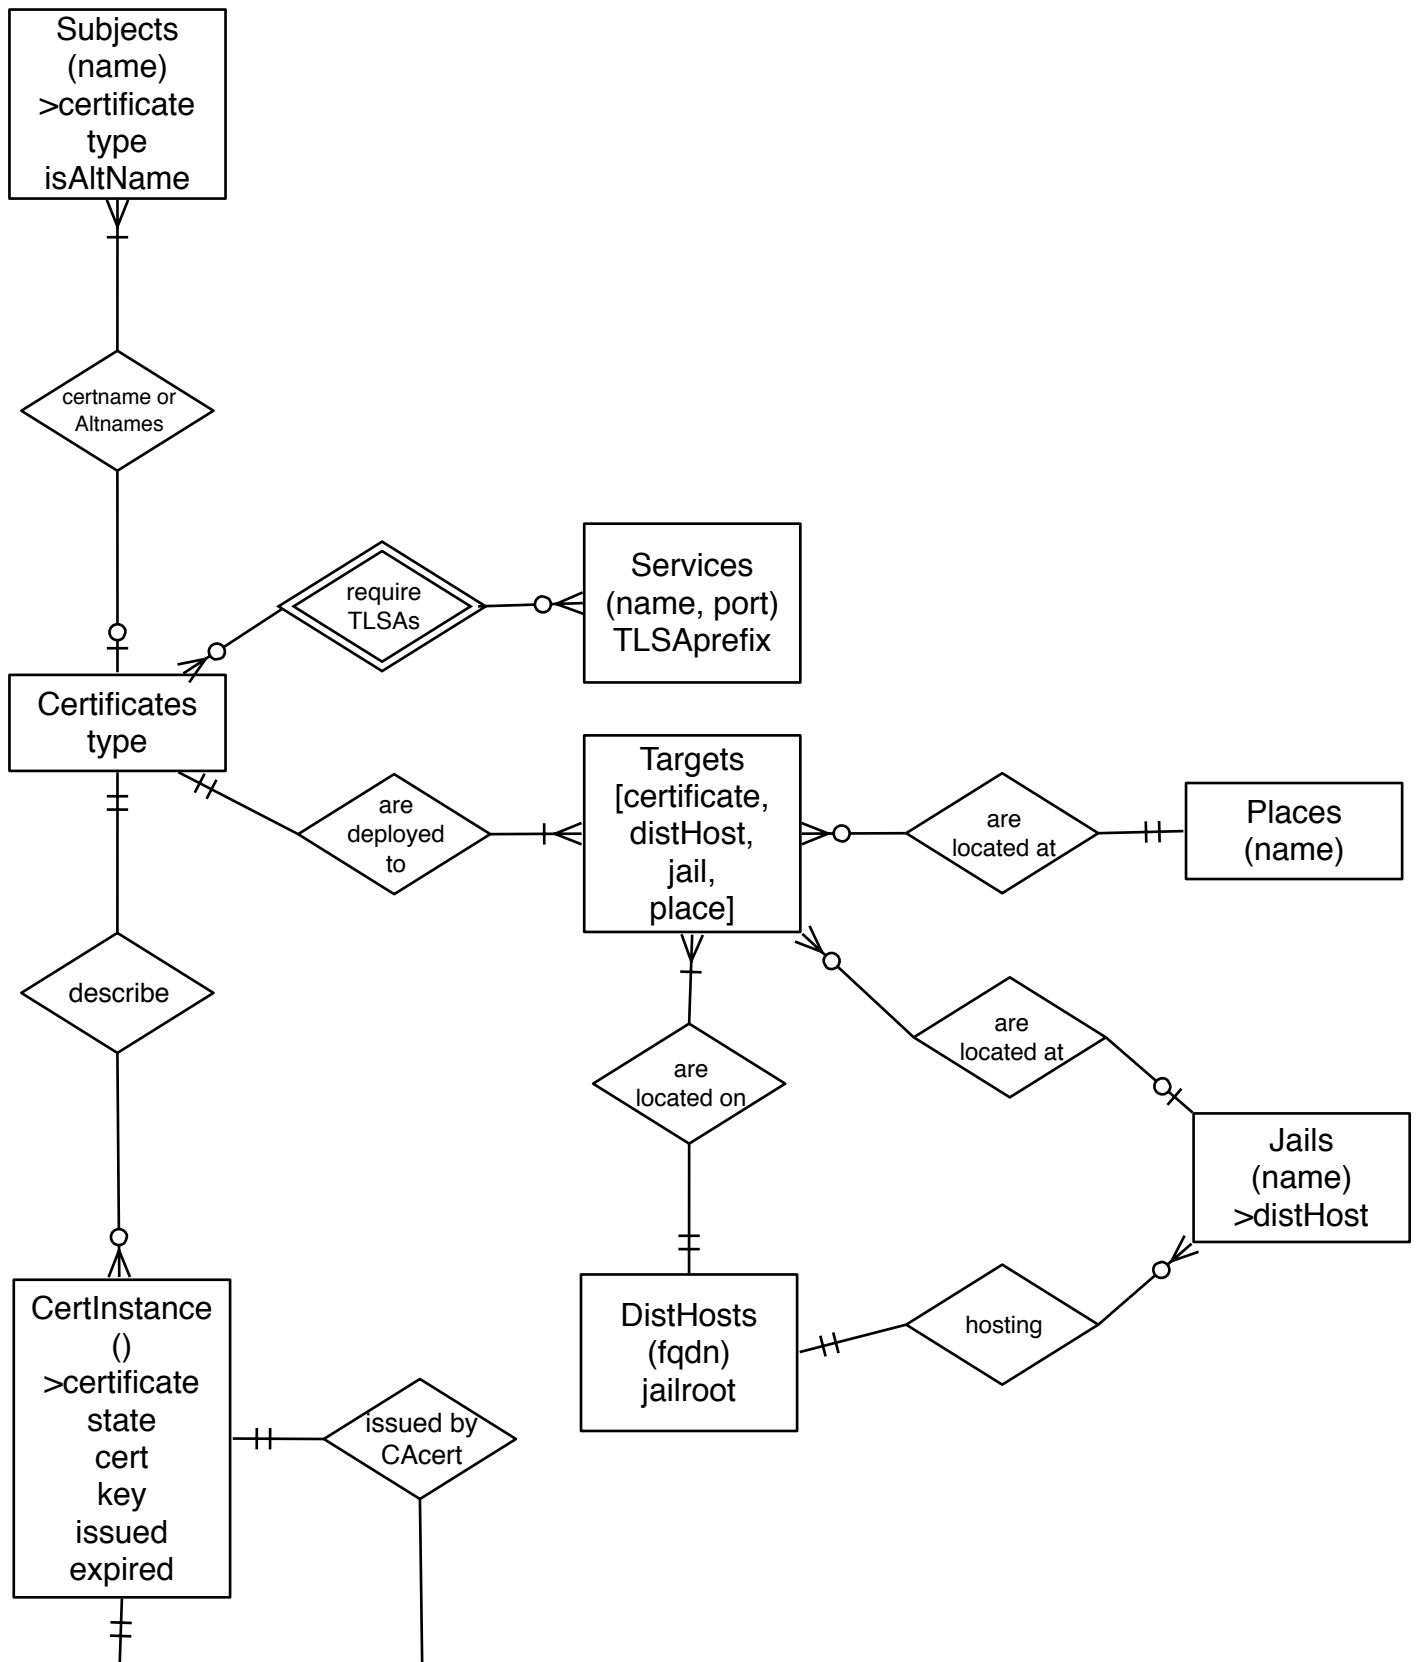 Subjects
(name)
>certificate
type
isAltName
certname or
Altnames
require
TLSAs
Services
(name, port)
TLSAprefix
Certificates
type
are
deployed
to
Targets
[certificate,
distHost,
jail,
place]
are
located at
Places
(name)
describe
are
located on
are
located at
Jails
(name)
>distHost
CertInstance
()
>certificate
state
cert
key
issued
expired
issued by
CAcert
DistHosts
(fqdn)
jailroot
hosting